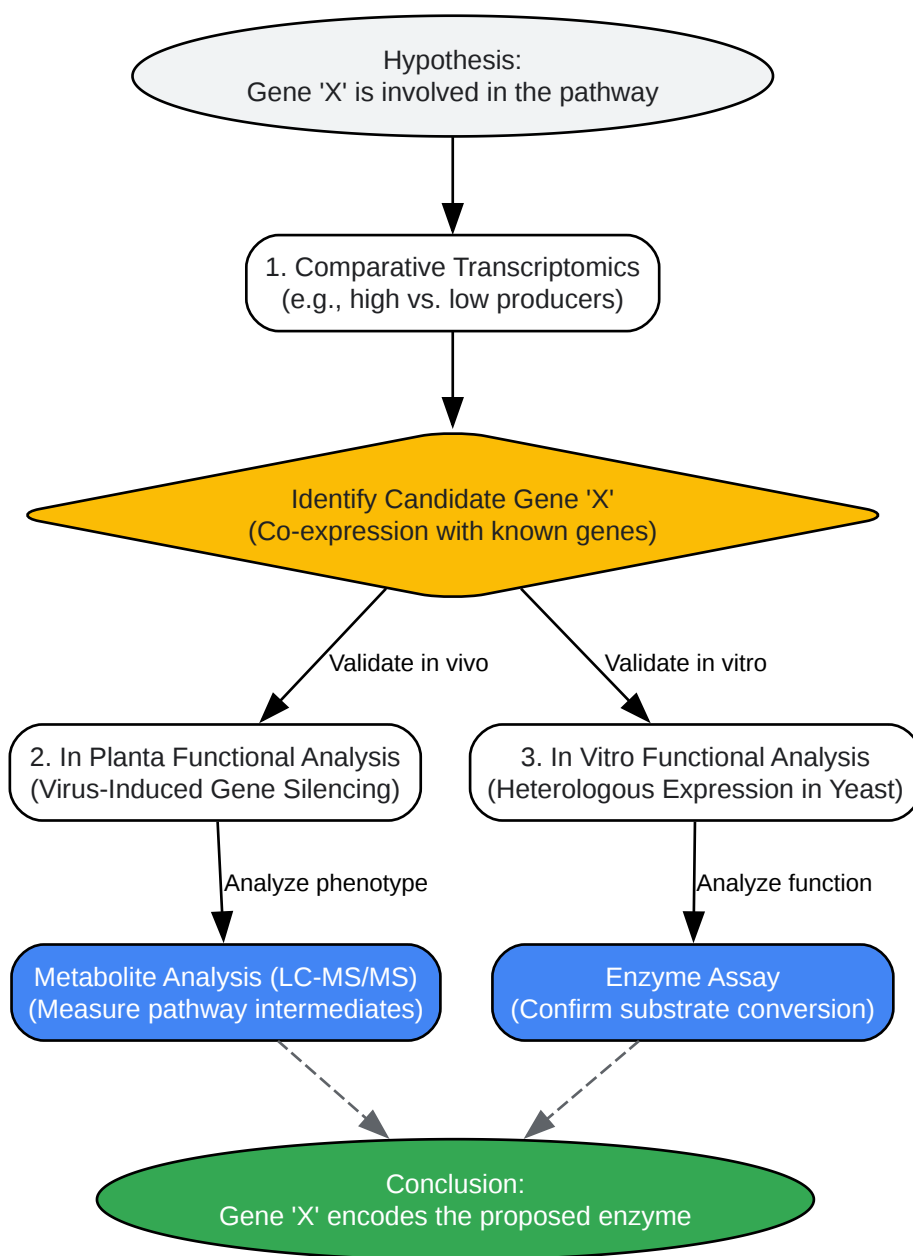 Hypothesis:
Gene 'X' is involved in the pathway
1. Comparative Transcriptomics
(e.g., high vs. low producers)
Identify Candidate Gene 'X'
(Co-expression with known genes)
Validate in vivo
Validate in vitro
2. In Planta Functional Analysis
(Virus-Induced Gene Silencing)
3. In Vitro Functional Analysis
(Heterologous Expression in Yeast)
Analyze phenotype
Analyze function
Metabolite Analysis (LC-MS/MS)
(Measure pathway intermediates)
Enzyme Assay
(Confirm substrate conversion)
Conclusion:
Gene 'X' encodes the proposed enzyme